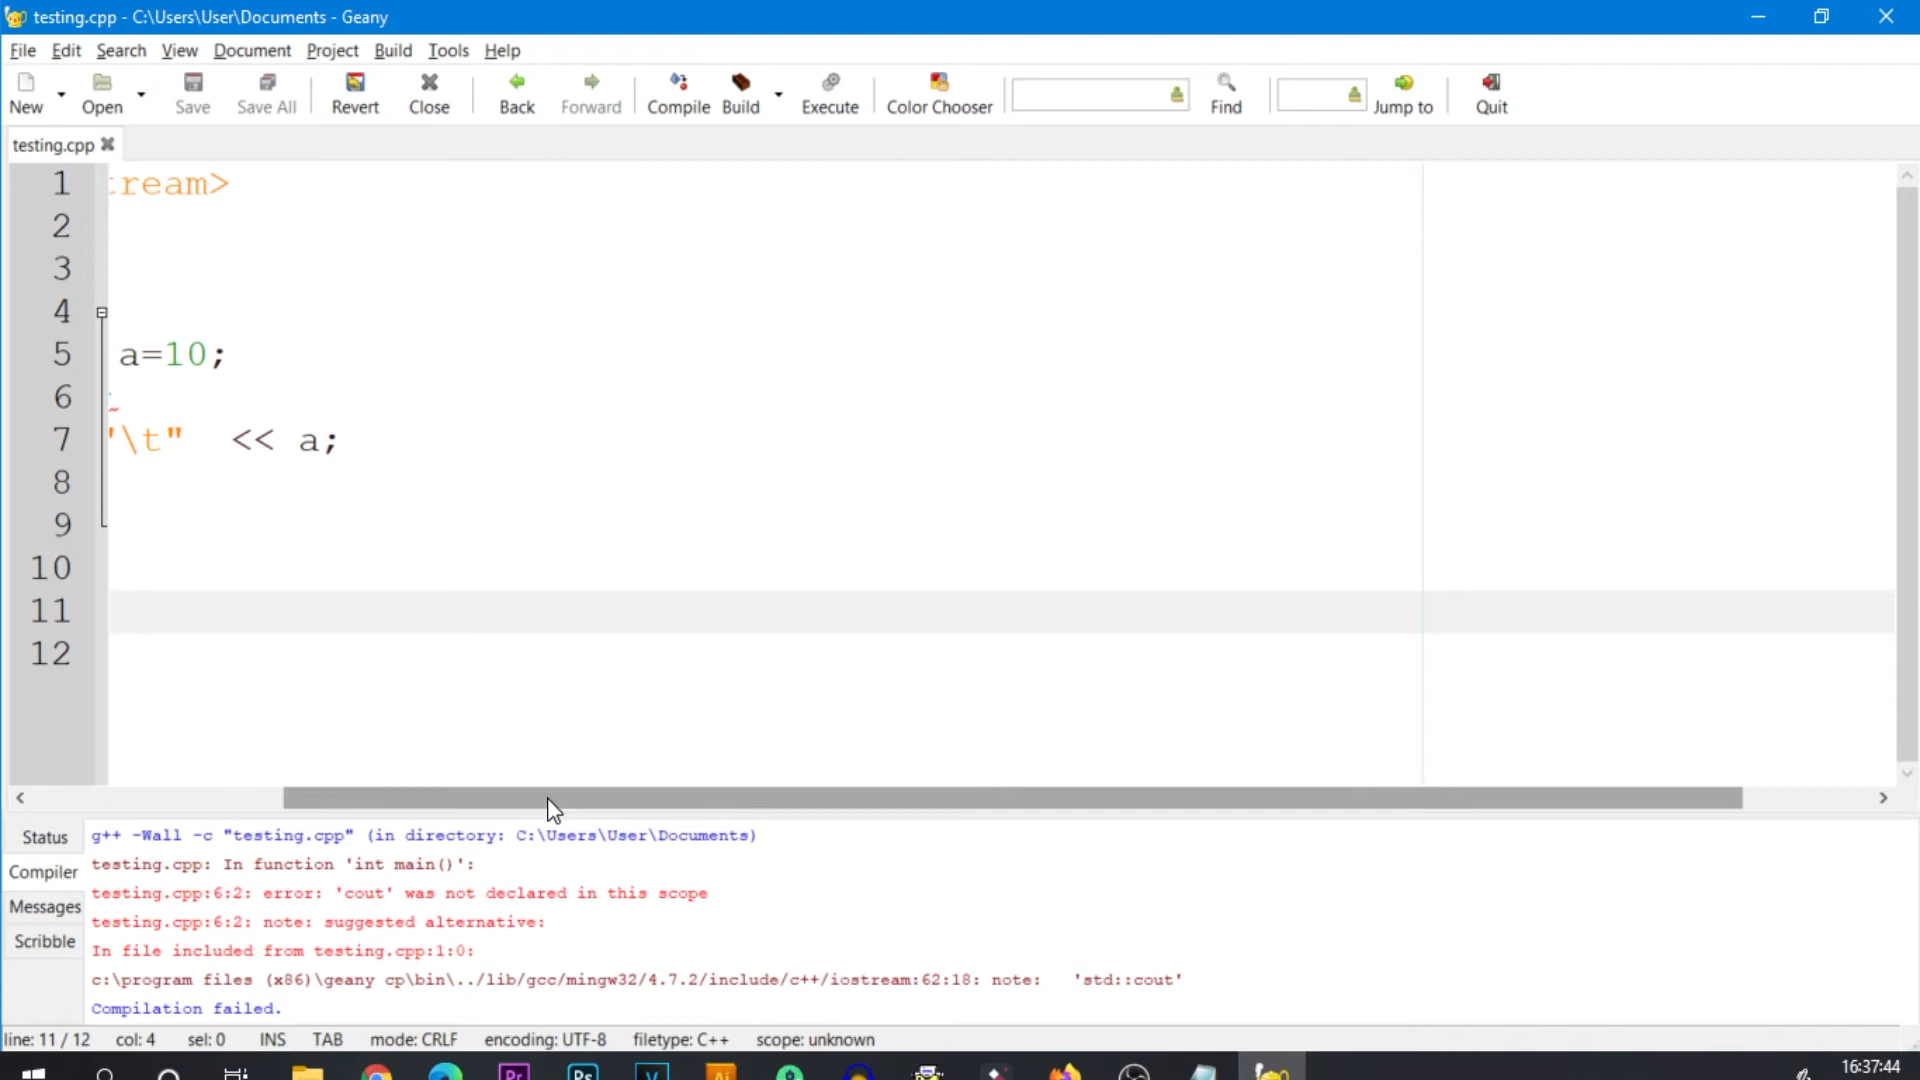 testing.cpp - C:\Users\User\Documents - Geany
File Edit Search View Document Project Build Tools Help
New Open Save Save All Revert Close Back Forward Compile Build Execute Color Chooser Find Jump to Quit
testing.cpp
1 tream>
2
3
4
5 a=10;
6
7 "\t" << a;
8
9
10
11
12
Status
Compiler
Messages
Scribble
g++ -Wall -c "testing.cpp" (in directory: C:\Users\User\Documents)
testing.cpp: In function 'int main()':
testing.cpp:6:2: error: 'cout' was not declared in this scope
testing.cpp:6:2: note: suggested alternative:
In file included from testing.cpp:1:0:
c:\program files (x86)\geany cp\bin\../lib/gcc/mingw32/4.7.2/include/c++/iostream:62:18: note: 'std::cout'
Compilation failed.
line: 11 / 12 col: 4 sel: 0 INS TAB mode: CRLF encoding: UTF-8 filetype: C++ scope: unknown
Pr Ps V Ai
16:37:44